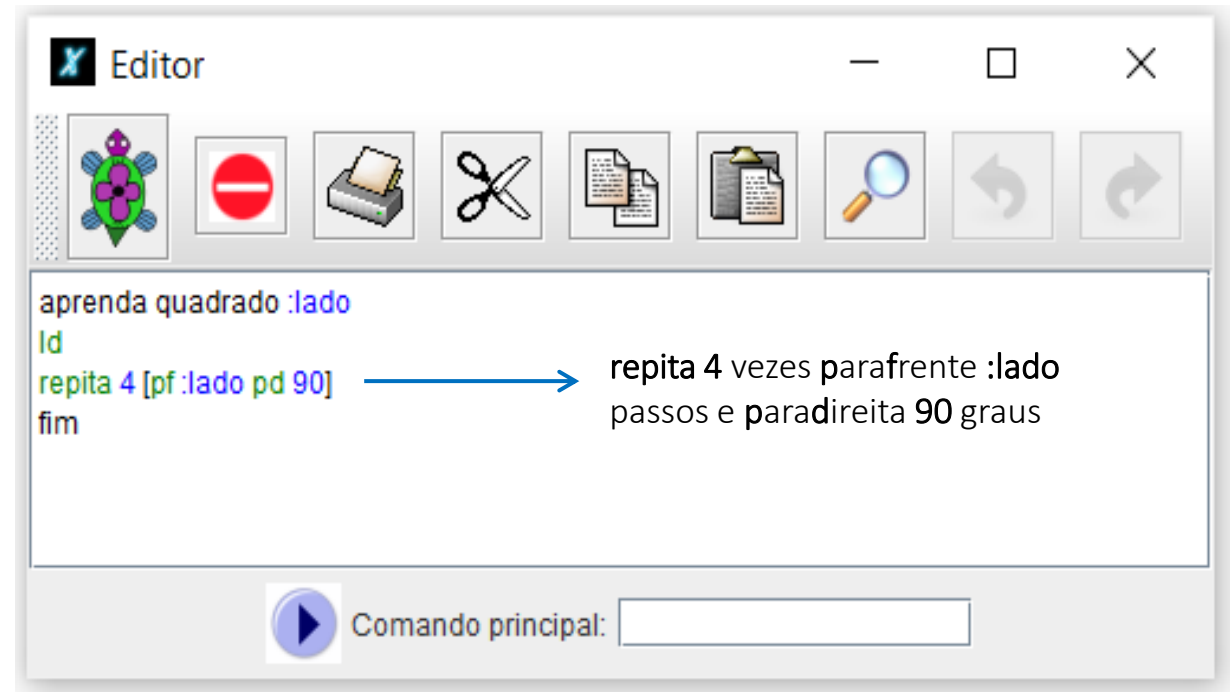 Editor
aprenda quadrado :lado
ld
repita 4 [pf :lado pd 90]
fim
repita 4 vezes parafrente :lado
passos e paradireita 90 graus
Comando principal: